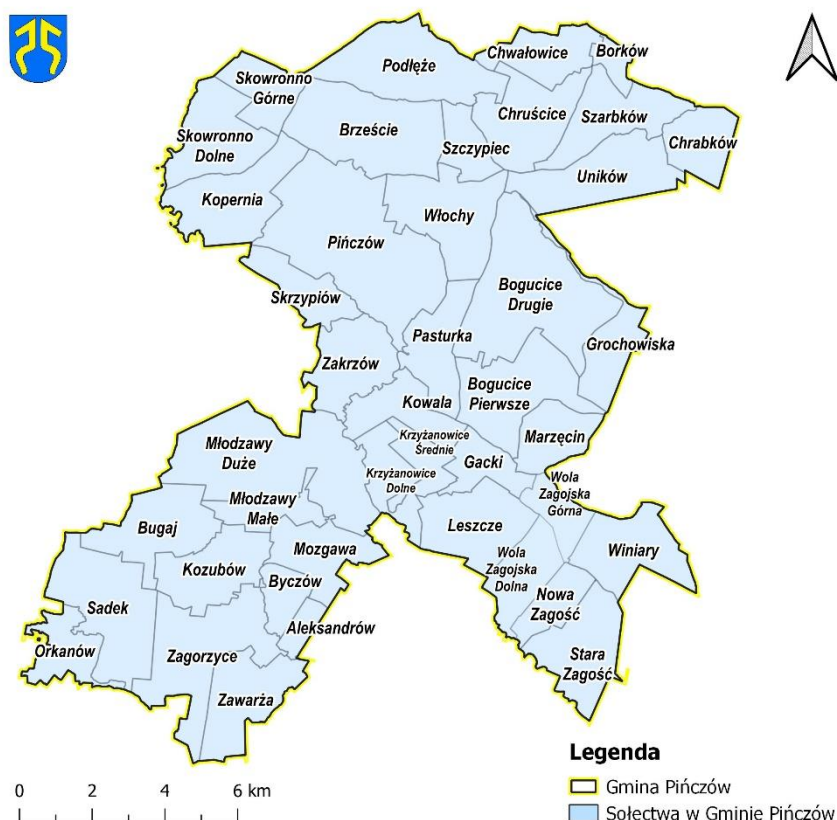 Podłęże
Chwałowice
Borków
Skowronno
Górne
Chruścice
Szarbków
Brzeście
Skowronno
Dolne
Szczypiec
Chrabków
Uników
Kopernia
Włochy
Pińczów
Bogucice
Drugie
Skrzypiów
Pasturka
Grochowiska
Zakrzów
Bogucice
Pierwsze
Kowala
Krzyżanowice
Średnie
Marzęcin
Młodzawy
Duże
Gacki
Krzyżanowice
Dolne
Wola
Zagojska
Górna
Młodzawy
Małe
Bugaj
Leszcze
Mozgawa
Winiary
Wola
Zagojska
Dolna
Kozubów
Byczów
Nowa
Zagość
Sadek
Aleksandrów
Orkanów
Zagorzyce
Stara
Zagość
Zawarża
Legenda
Gmina Pińczów
Sołectwa w Gminie Pińczów
0 2 4 6 km